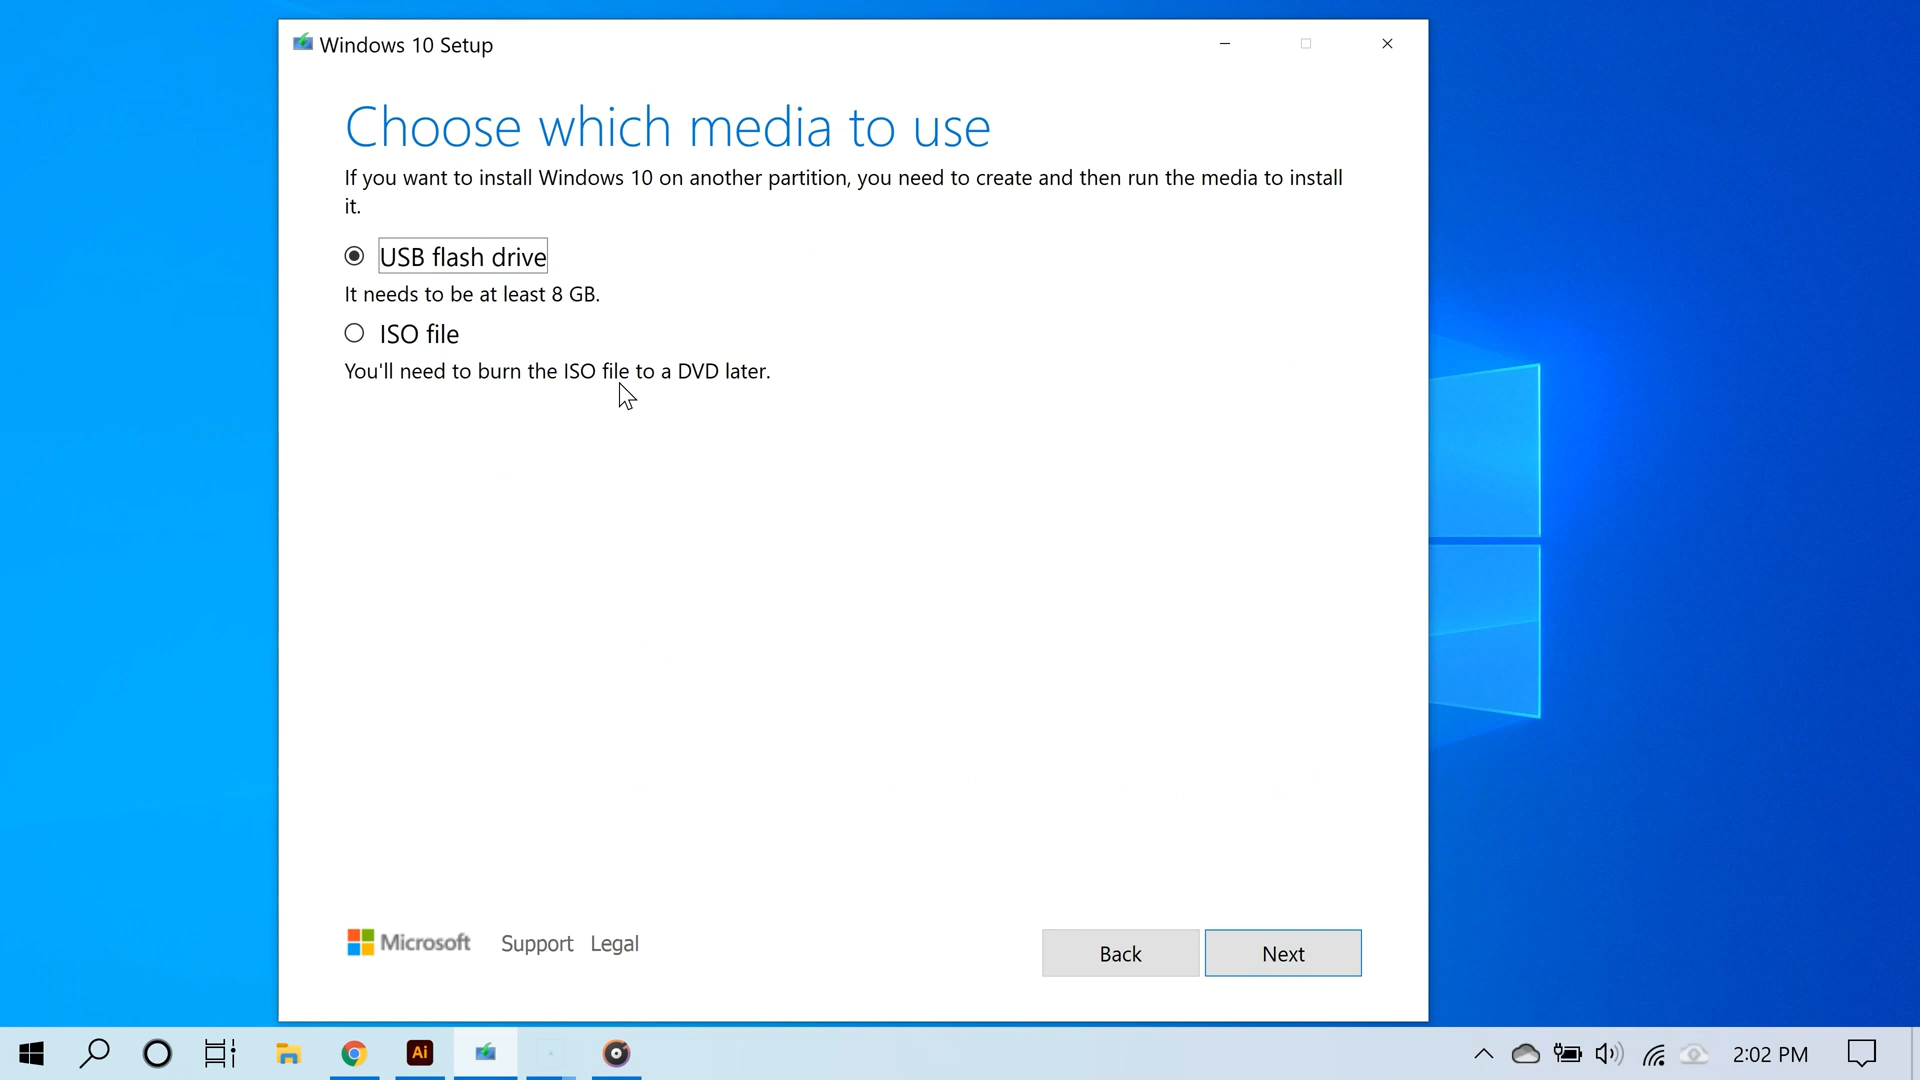 Windows 10 Setup
Choose which media to use
If you want to install Windows 10 on another partition, you need to create and then run the media to install
it.
USB flash drive
It needs to be at least 8 GB.
ISO file
You'll need to burn the ISO file to a DVD later.
Microsoft Support Legal
Back Next
Ai
2:02 PM